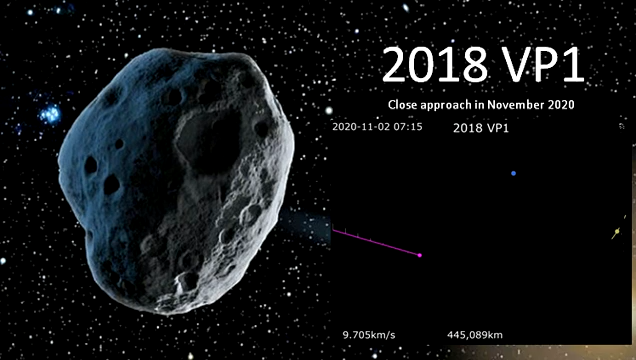 2018 VP1
Close approach in November 2020
2020-11-02 07:15
2018 VP1
9.705km/s
445,089km